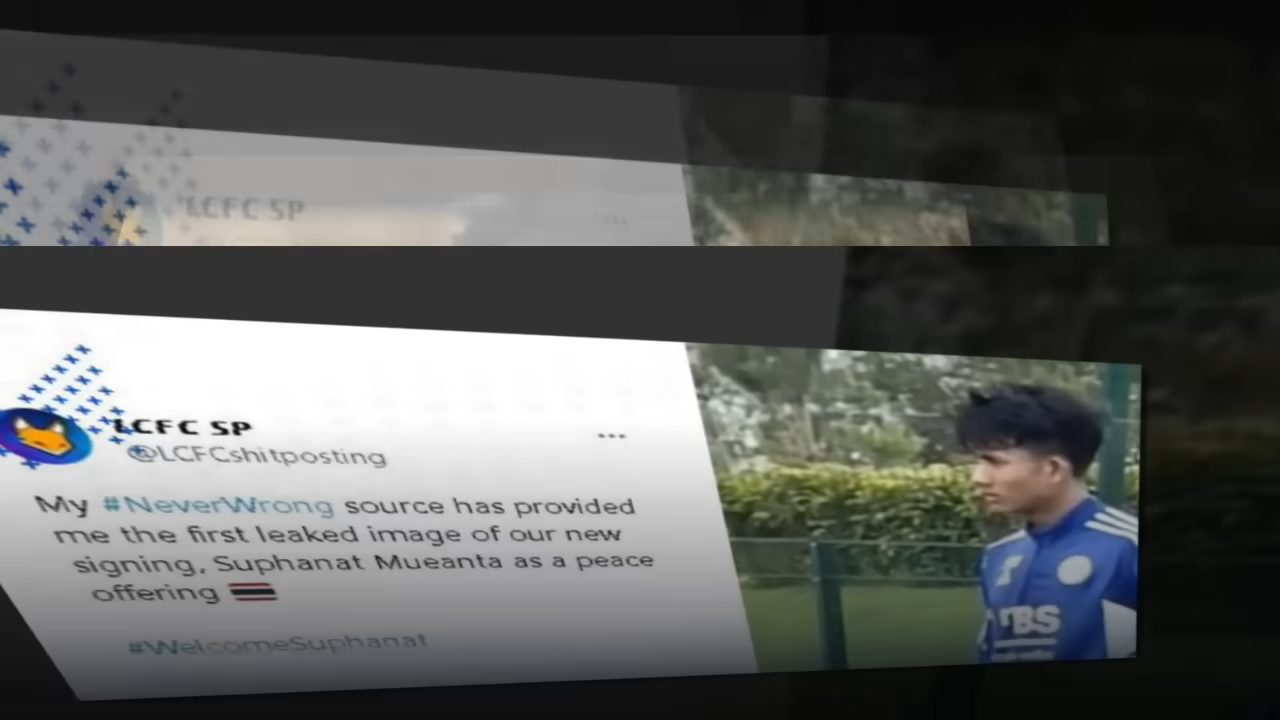 LCFC SP
LCFC SP
@LCFCshitposting
My #NeverWrong source has provided
me the first leaked image of our new
signing, Suphanat Mueanta as a peace
offering
#WelcomeSuphanat